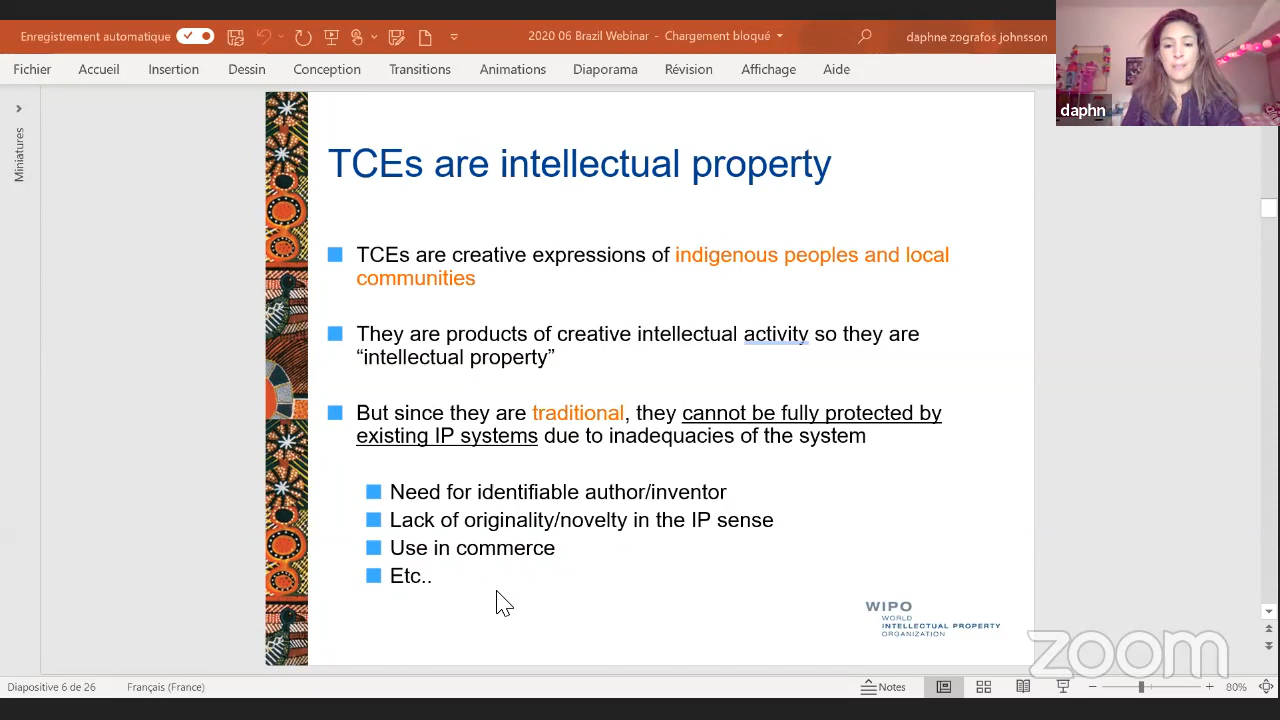 Enregistrement automatique
2020 06 Brazil Webinar - Chargement bloqué
daphne zografos johnsson
Fichier Accueil Insertion Dessin Conception Transitions Animations Diaporama Révision Affichage Aide
daphn
Miniatures
TCEs are intellectual property
TCEs are creative expressions of indigenous peoples and local
communities
They are products of creative intellectual activity so they are
“intellectual property”
But since they are traditional, they cannot be fully protected by
existing IP systems due to inadequacies of the system
Need for identifiable author/inventor
Lack of originality/novelty in the IP sense
Use in commerce
Etc..
WIPO
WORLD
INTELLECTUAL PROPERTY
ORGANIZATION
zoom
Diapositive 6 de 26 Français (France) Notes 80%